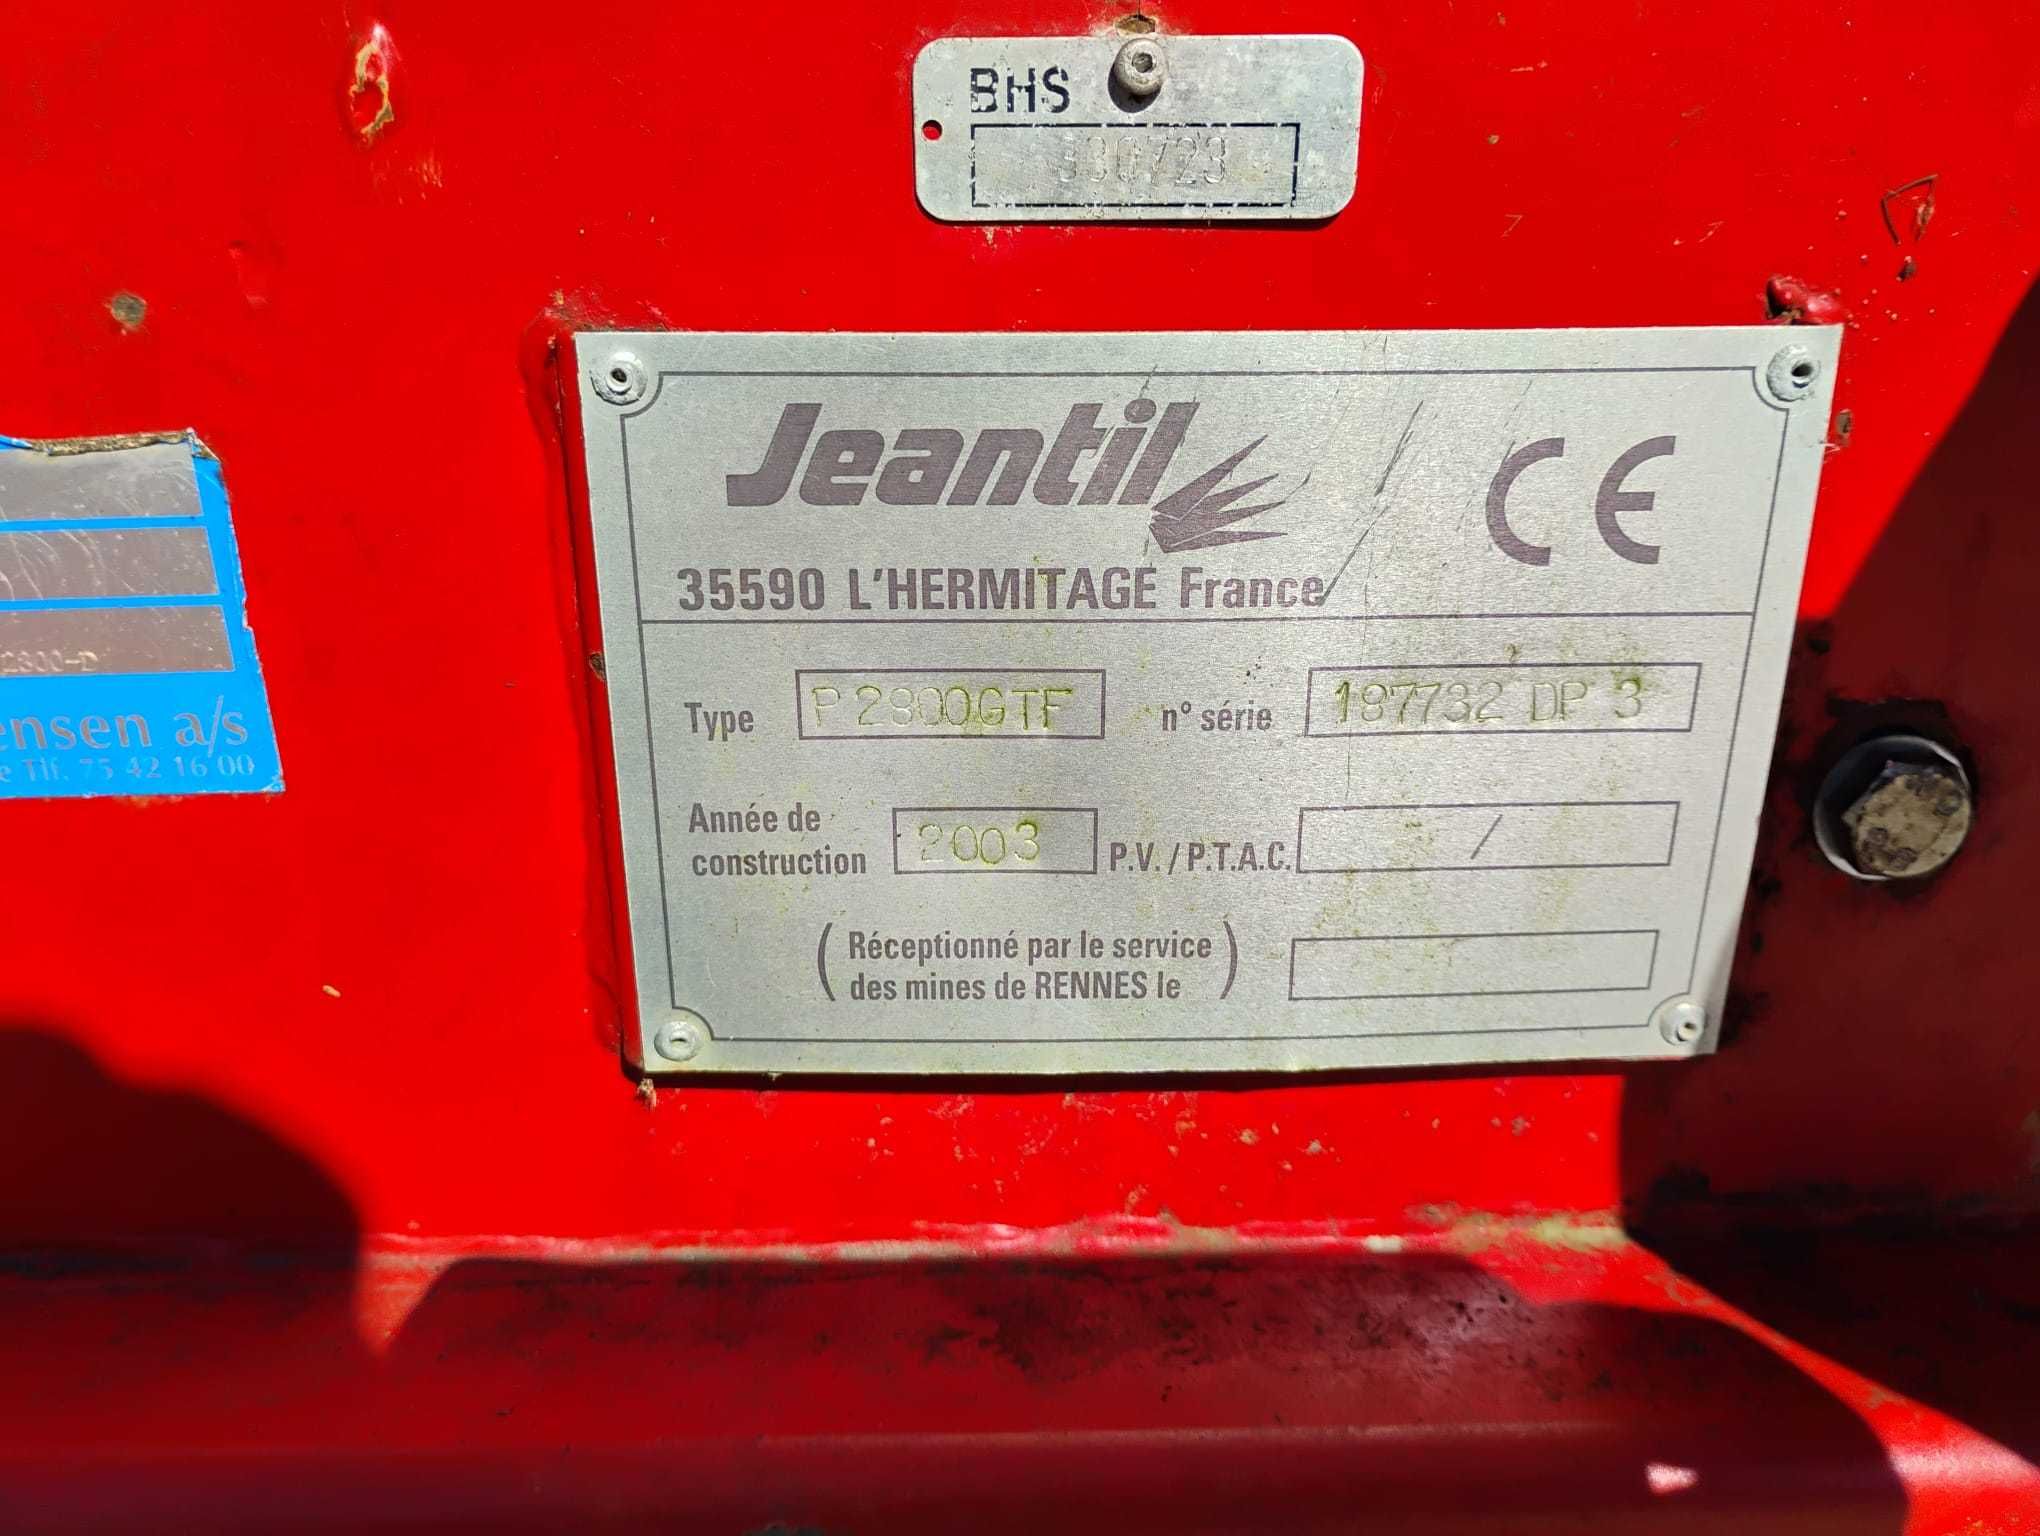 BHS
330723
Jeantil
CE
35590 L'HERMITAGE France
Type P 2800GTF n° série 187732 DP 3
Année de
construction 2003 P.V. / P.T.A.C. /
(Réceptionné par le service
des mines de RENNES le)
2800-D
ensen a/s
e Tlf. 75 42 16 00